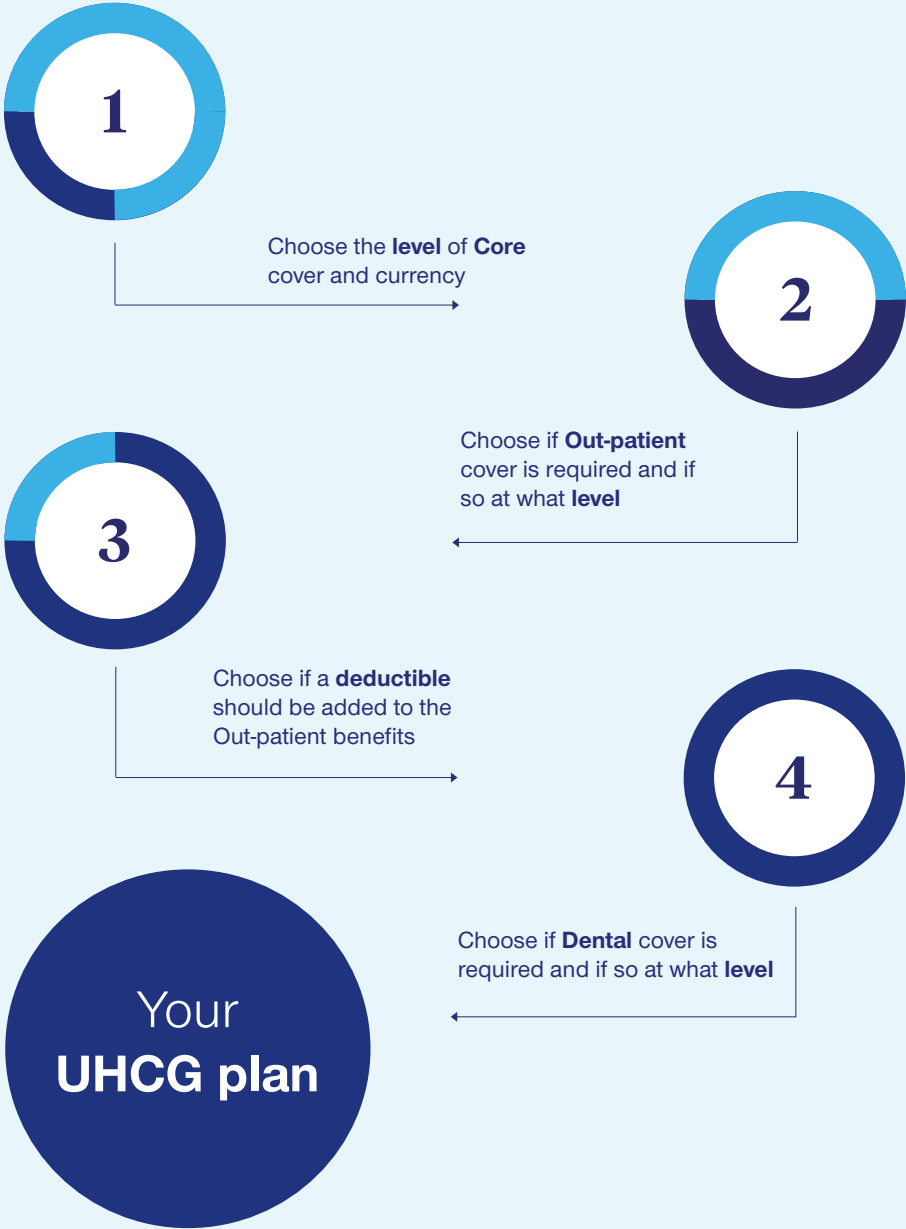 1
Choose the level of Core
cover and currency
2
Choose if Out-patient
cover is required and if
so at what level
3
Choose if a deductible
should be added to the
Out-patient benefits
4
Choose if Dental cover is
required and if so at what level
Your
UHCG plan